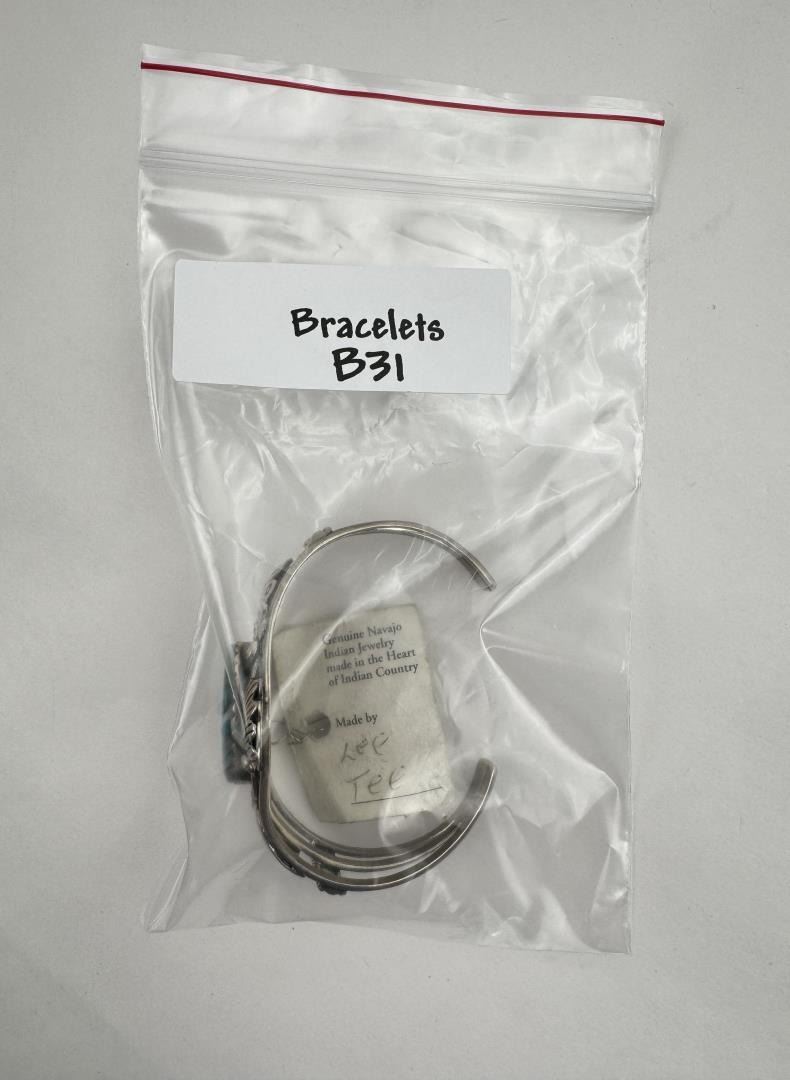 Bracelets
B31
Genuine Navajo
Indian Jewelry
made in the Heart
of Indian Country
Made by
Lee
Tee